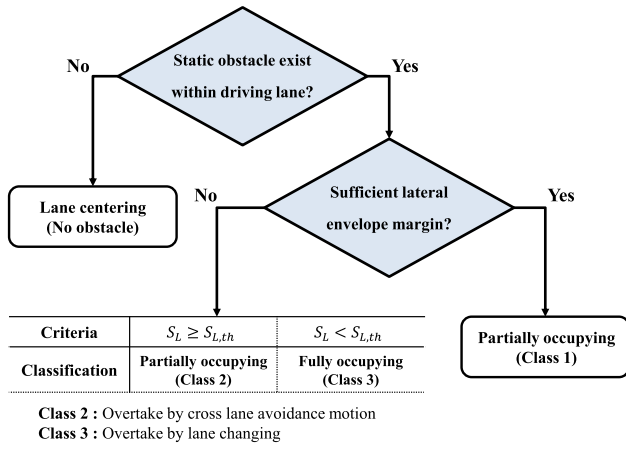 Static obstacle exist
within driving lane?
No
Yes
Lane centering
(No obstacle)
Sufficient lateral
envelope margin?
No
Yes
Criteria
S_L ≥ S_{L,th}
S_L < S_{L,th}
Classification
Partially occupying
(Class 2)
Fully occupying
(Class 3)
Partially occupying
(Class 1)
Class 2 : Overtake by cross lane avoidance motion
Class 3 : Overtake by lane changing